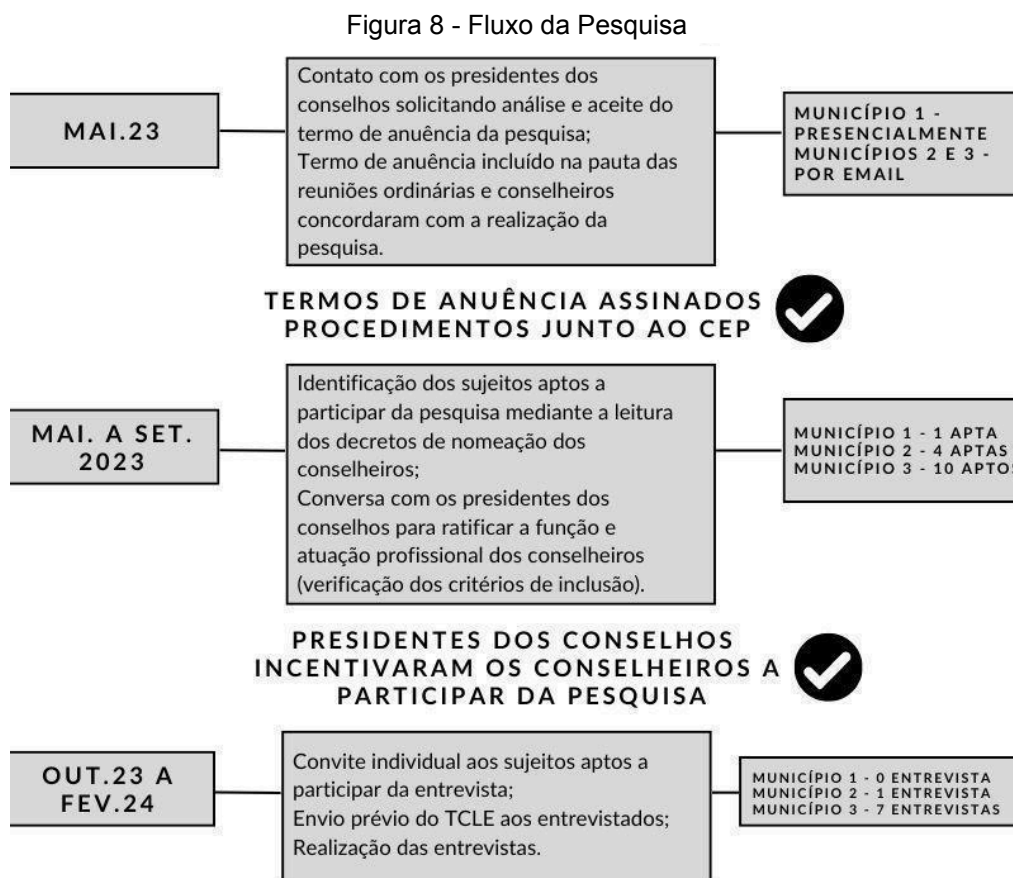 Figura 8 - Fluxo da Pesquisa
MAI.23
Contato com os presidentes dos
conselhos solicitando análise e aceite do
termo de anuência da pesquisa;
Termo de anuência incluído na pauta das
reuniões ordinárias e conselheiros
concordaram com a realização da
pesquisa.
MUNICÍPIO 1 -
PRESENCIALMENTE
MUNICÍPIOS 2 E 3 -
POR EMAIL
TERMOS DE ANUÊNCIA ASSINADOS
PROCEDIMENTOS JUNTO AO CEP
MAI. A SET.
2023
Identificação dos sujeitos aptos a
participar da pesquisa mediante a leitura
dos decretos de nomeação dos
conselheiros;
Conversa com os presidentes dos
conselhos para ratificar a função e
atuação profissional dos conselheiros
(verificação dos critérios de inclusão).
MUNICÍPIO 1 - 1 APTA
MUNICÍPIO 2 - 4 APTAS
MUNICÍPIO 3 - 10 APTOS
PRESIDENTES DOS CONSELHOS
INCENTIVARAM OS CONSELHEIROS A
PARTICIPAR DA PESQUISA
OUT.23 A
FEV.24
Convite individual aos sujeitos aptos a
participar da entrevista;
Envio prévio do TCLE aos entrevistados;
Realização das entrevistas.
MUNICÍPIO 1 - 0 ENTREVISTA
MUNICÍPIO 2 - 1 ENTREVISTA
MUNICÍPIO 3 - 7 ENTREVISTAS